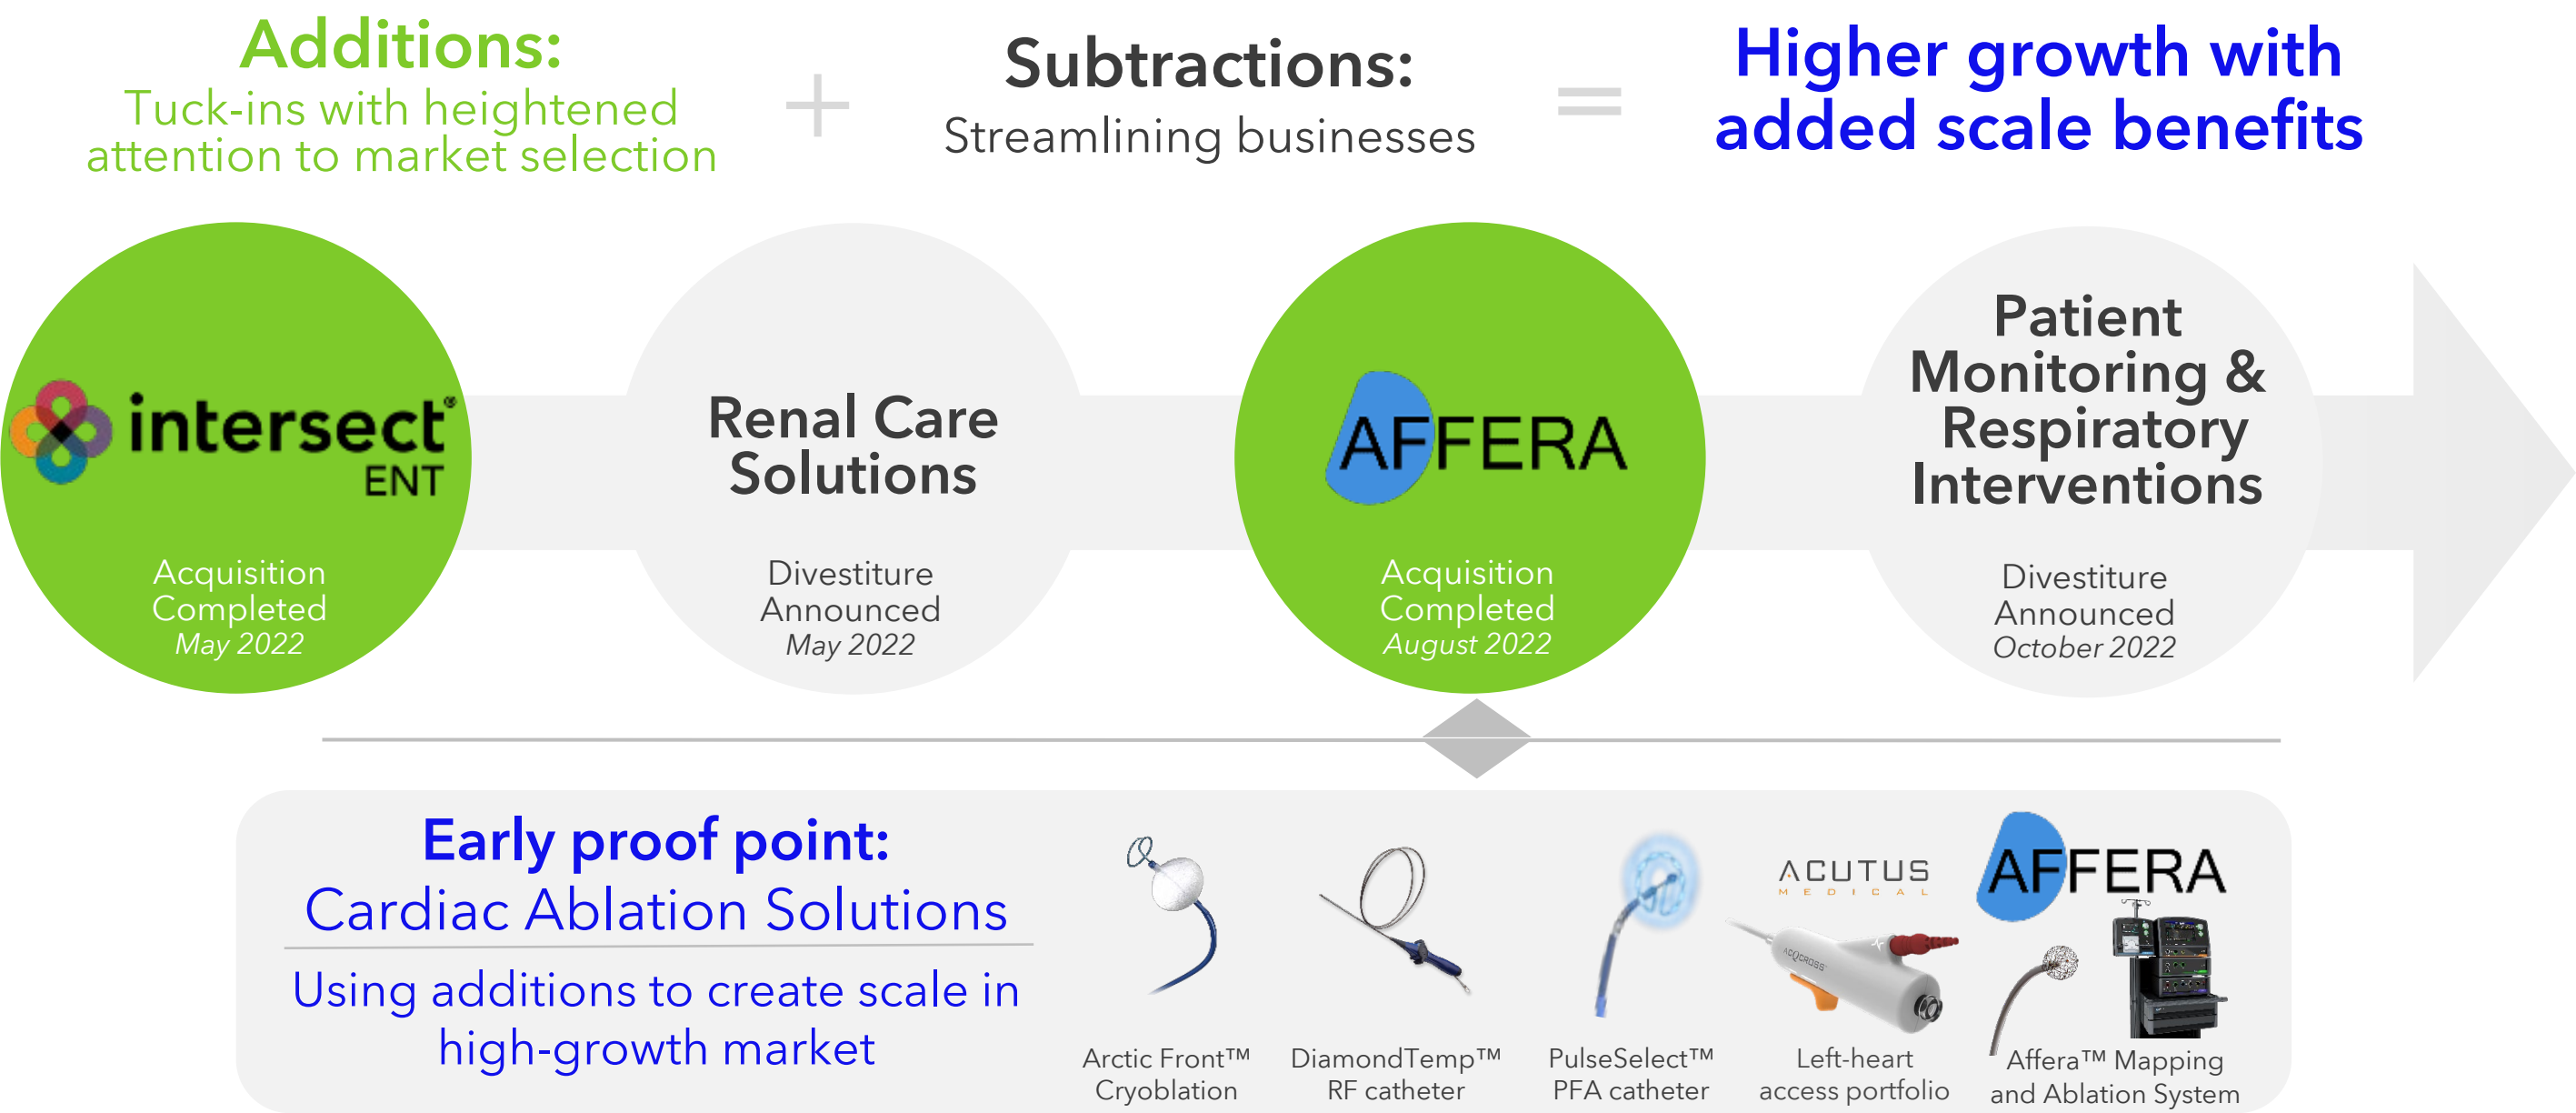 Additions:
Tuck-ins with heightened
attention to market selection
+
Subtractions:
Streamlining businesses
=
Higher growth with
added scale benefits
intersect®
ENT
Acquisition
Completed
May 2022
Renal Care
Solutions
Divestiture
Announced
May 2022
AFFERA
Acquisition
Completed
August 2022
Patient
Monitoring &
Respiratory
Interventions
Divestiture
Announced
October 2022
Early proof point:
Cardiac Ablation Solutions
Using additions to create scale in
high-growth market
Arctic Front™
Cryoblation
DiamondTemp™
RF catheter
PulseSelect™
PFA catheter
ACUTUS
MEDICAL
ACQCROSS™
Left-heart
access portfolio
AFFERA
Affera™ Mapping
and Ablation System